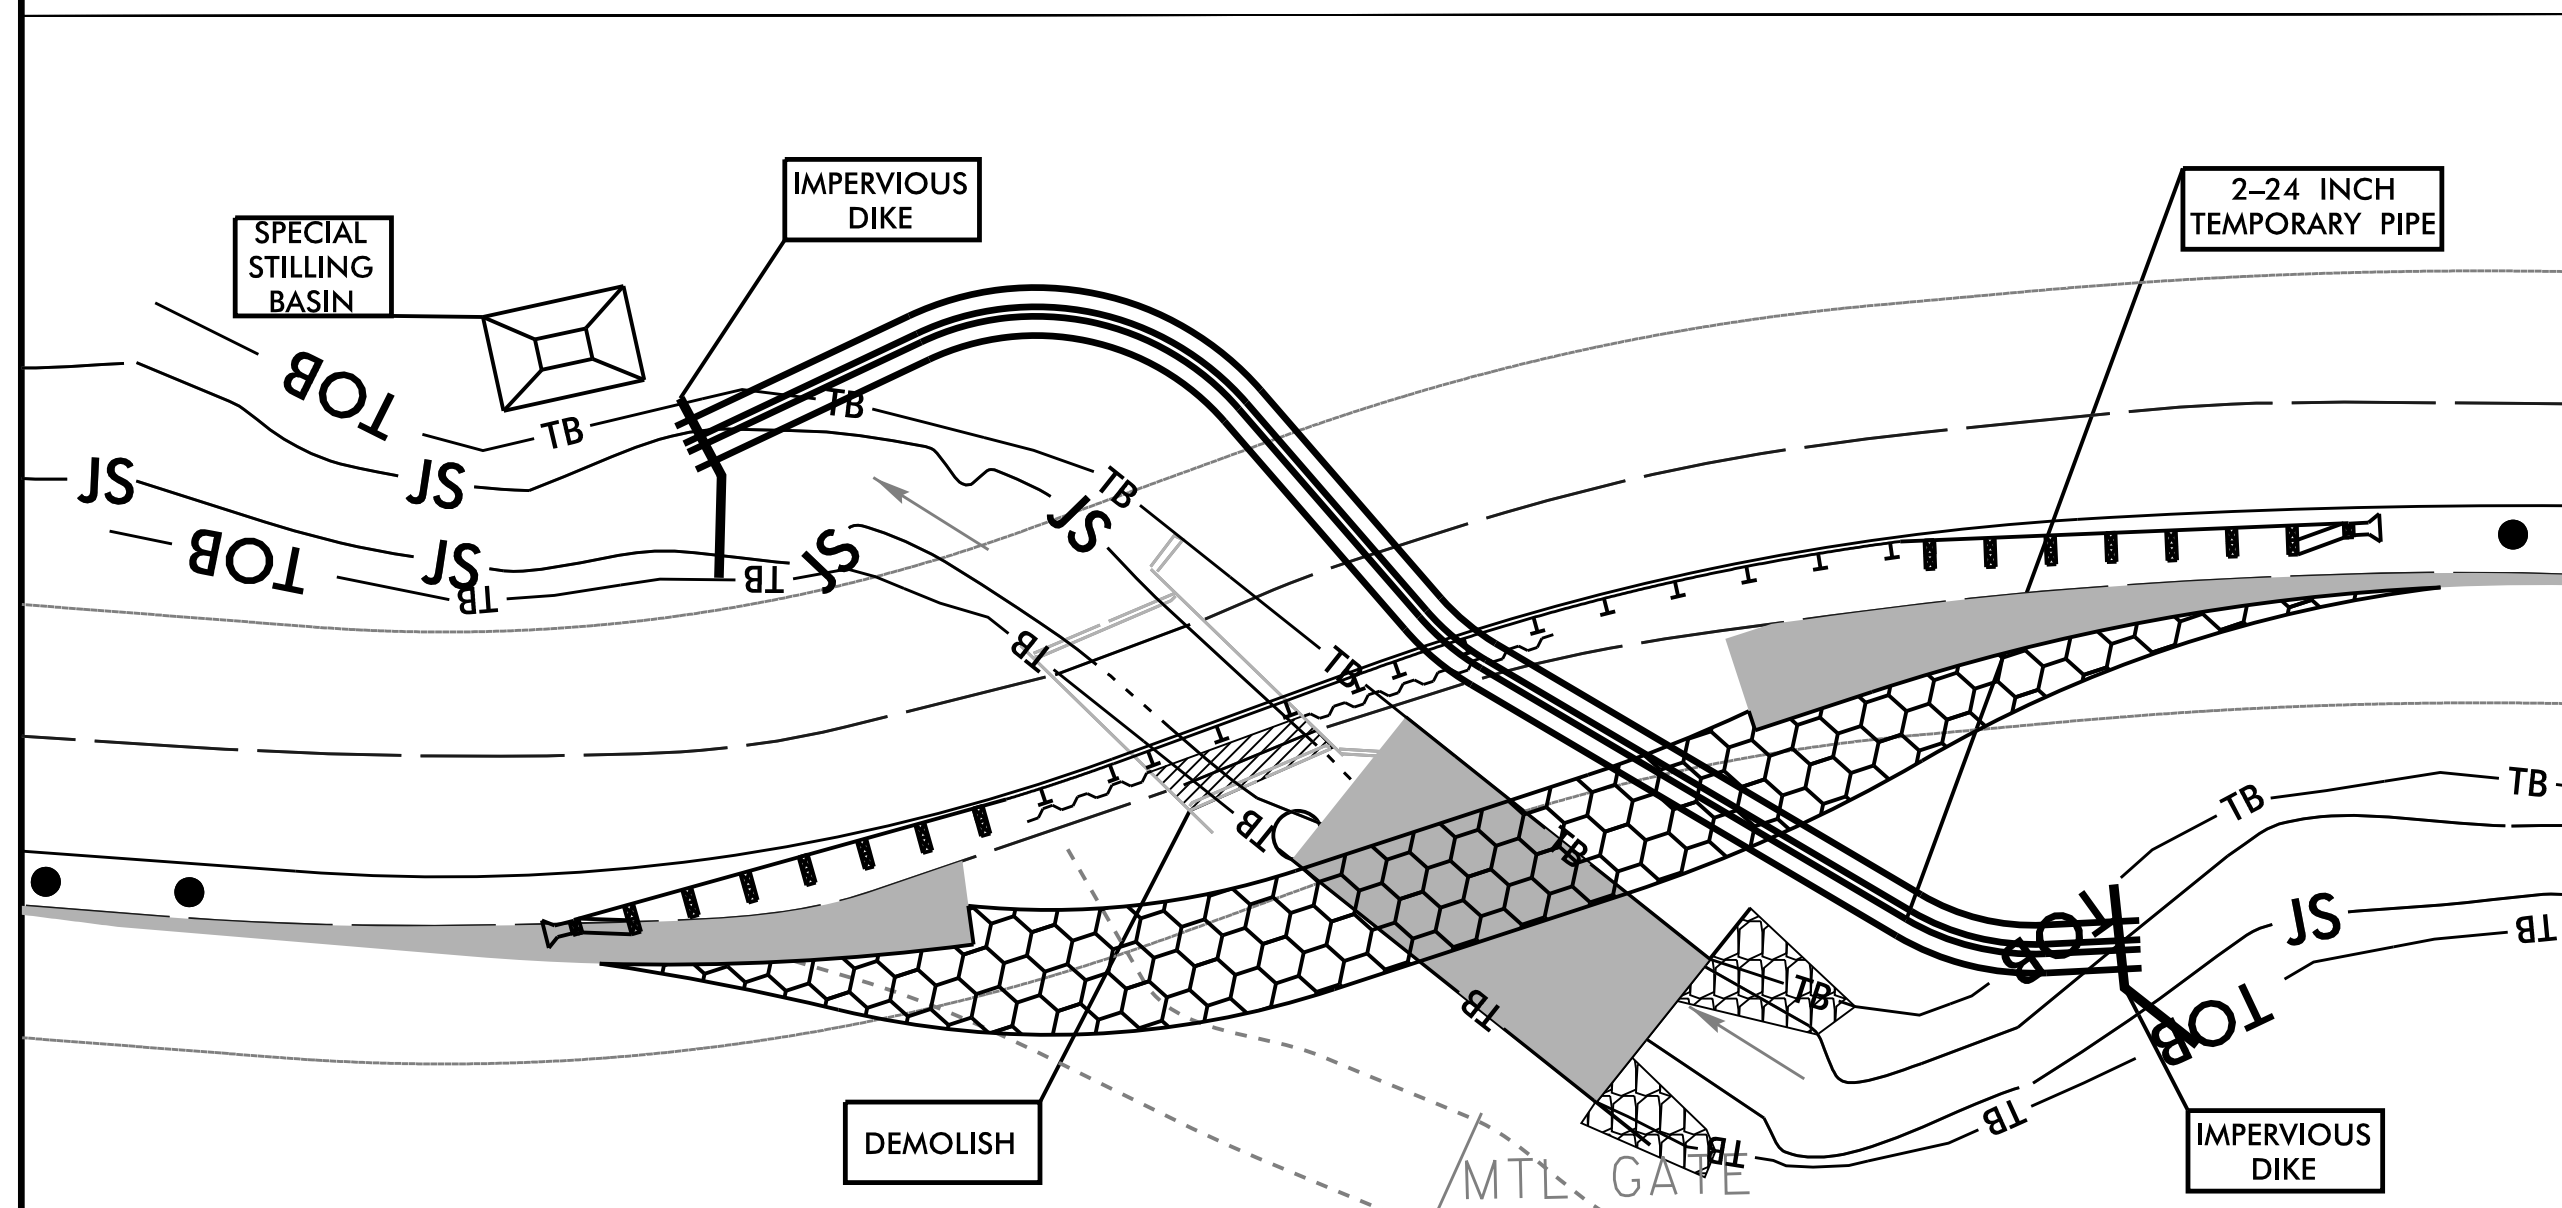 IMPERVIOUS
DIKE
2–24 INCH
TEMPORARY PIPE
SPECIAL
STILLING
BASIN
TOB
TB
TB
JS
JS
TB
JS
TOB
JS
JS
TB
TB
TB
TB
TB
TB
TB
TB
TB
JS
TOB
TB
TB
TB
TOB
TB
TB
DEMOLISH
MTL GATE
IMPERVIOUS
DIKE